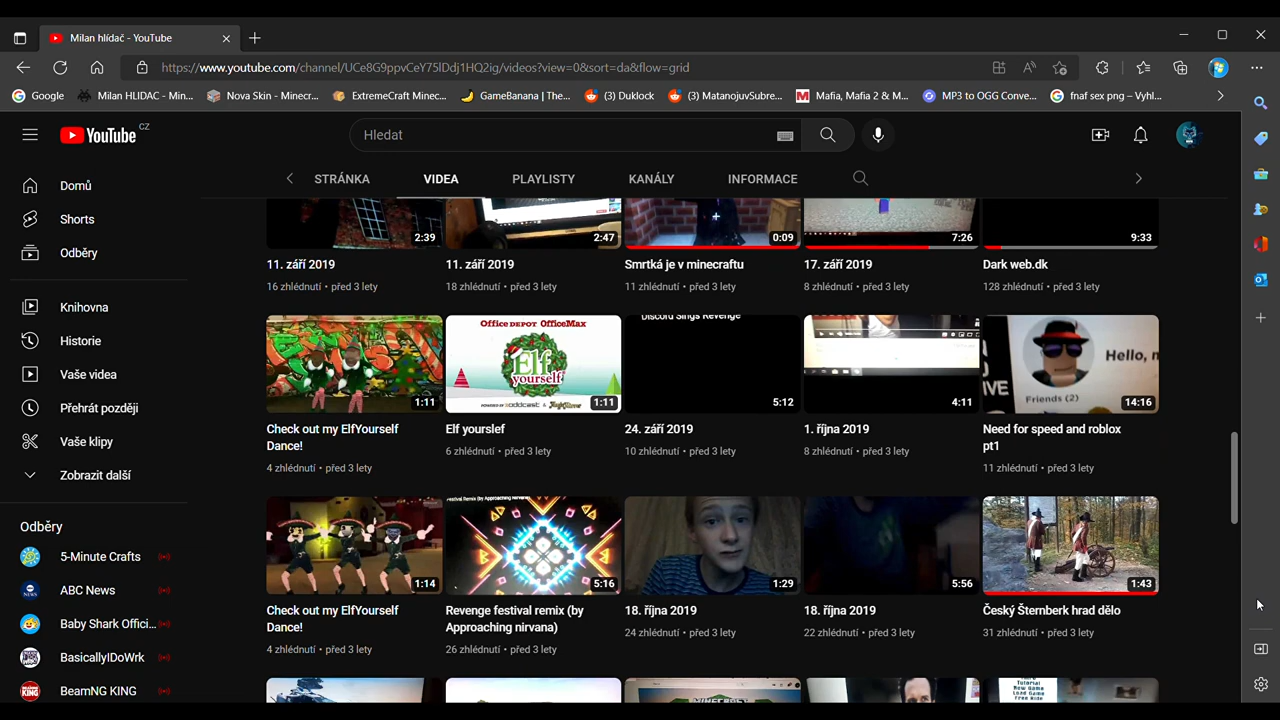 Milan hlídač - YouTube
https://www.youtube.com/channel/UCe8G9ppvCeY75lDdj1HQ2ig/videos?view=0&sort=da&flow=grid
Google
Milan HLIDAC - Min...
Nova Skin - Minecr...
ExtremeCraft Minec...
GameBanana | The...
(3) Duklock
(3) MatanojuvSubre...
Mafia, Mafia 2 & M...
MP3 to OGG Conve...
fnaf sex png – Vyhl...
YouTube CZ
Hledat
STRÁNKA
VIDEA
PLAYLISTY
KANÁLY
INFORMACE
Domů
Shorts
Odběry
Knihovna
Historie
Vaše videa
Přehrát později
Vaše klipy
Zobrazit další
Odběry
5-Minute Crafts
ABC News
Baby Shark Offici...
BasicallyIDoWrk
BeamNG KING
2:39
2:47
0:09
7:26
9:33
11. září 2019
11. září 2019
Smrtká je v minecraftu
17. září 2019
Dark web.dk
16 zhlédnutí • před 3 lety
18 zhlédnutí • před 3 lety
11 zhlédnutí • před 3 lety
8 zhlédnutí • před 3 lety
128 zhlédnutí • před 3 lety
Office DEPOT OfficeMax
Elf
yourself
Discord Sings Revenge
Hello,
Friends (2)
1:11
1:11
5:12
4:11
14:16
Check out my ElfYourself
Dance!
4 zhlédnutí • před 3 lety
Elf yourslef
6 zhlédnutí • před 3 lety
24. září 2019
10 zhlédnutí • před 3 lety
1. října 2019
8 zhlédnutí • před 3 lety
Need for speed and roblox
pt1
11 zhlédnutí • před 3 lety
Festival Remix (by Approaching nirvana)
1:14
5:16
1:29
5:56
1:43
Check out my ElfYourself
Dance!
4 zhlédnutí • před 3 lety
Revenge festival remix (by
Approaching nirvana)
26 zhlédnutí • před 3 lety
18. října 2019
24 zhlédnutí • před 3 lety
18. října 2019
22 zhlédnutí • před 3 lety
Český Šternberk hrad dělo
31 zhlédnutí • před 3 lety
Tutorial
New Game
Load Game
Free Ride